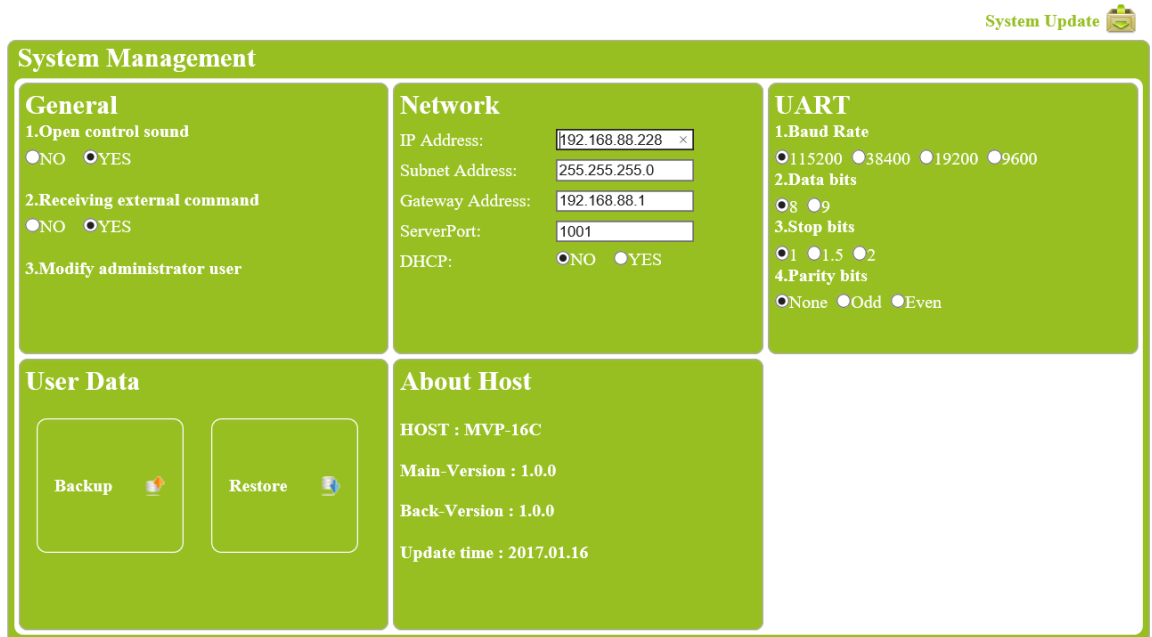 System Update
System Management
General
1.Open control sound
NO YES
2.Receiving external command
NO YES
3.Modify administrator user
Network
IP Address: 192.168.88.228 ×
Subnet Address: 255.255.255.0
Gateway Address: 192.168.88.1
ServerPort: 1001
DHCP: NO YES
UART
1.Baud Rate
115200 38400 19200 9600
2.Data bits
8 9
3.Stop bits
1 1.5 2
4.Parity bits
None Odd Even
User Data
Backup Restore
About Host
HOST : MVP-16C
Main-Version : 1.0.0
Back-Version : 1.0.0
Update time : 2017.01.16